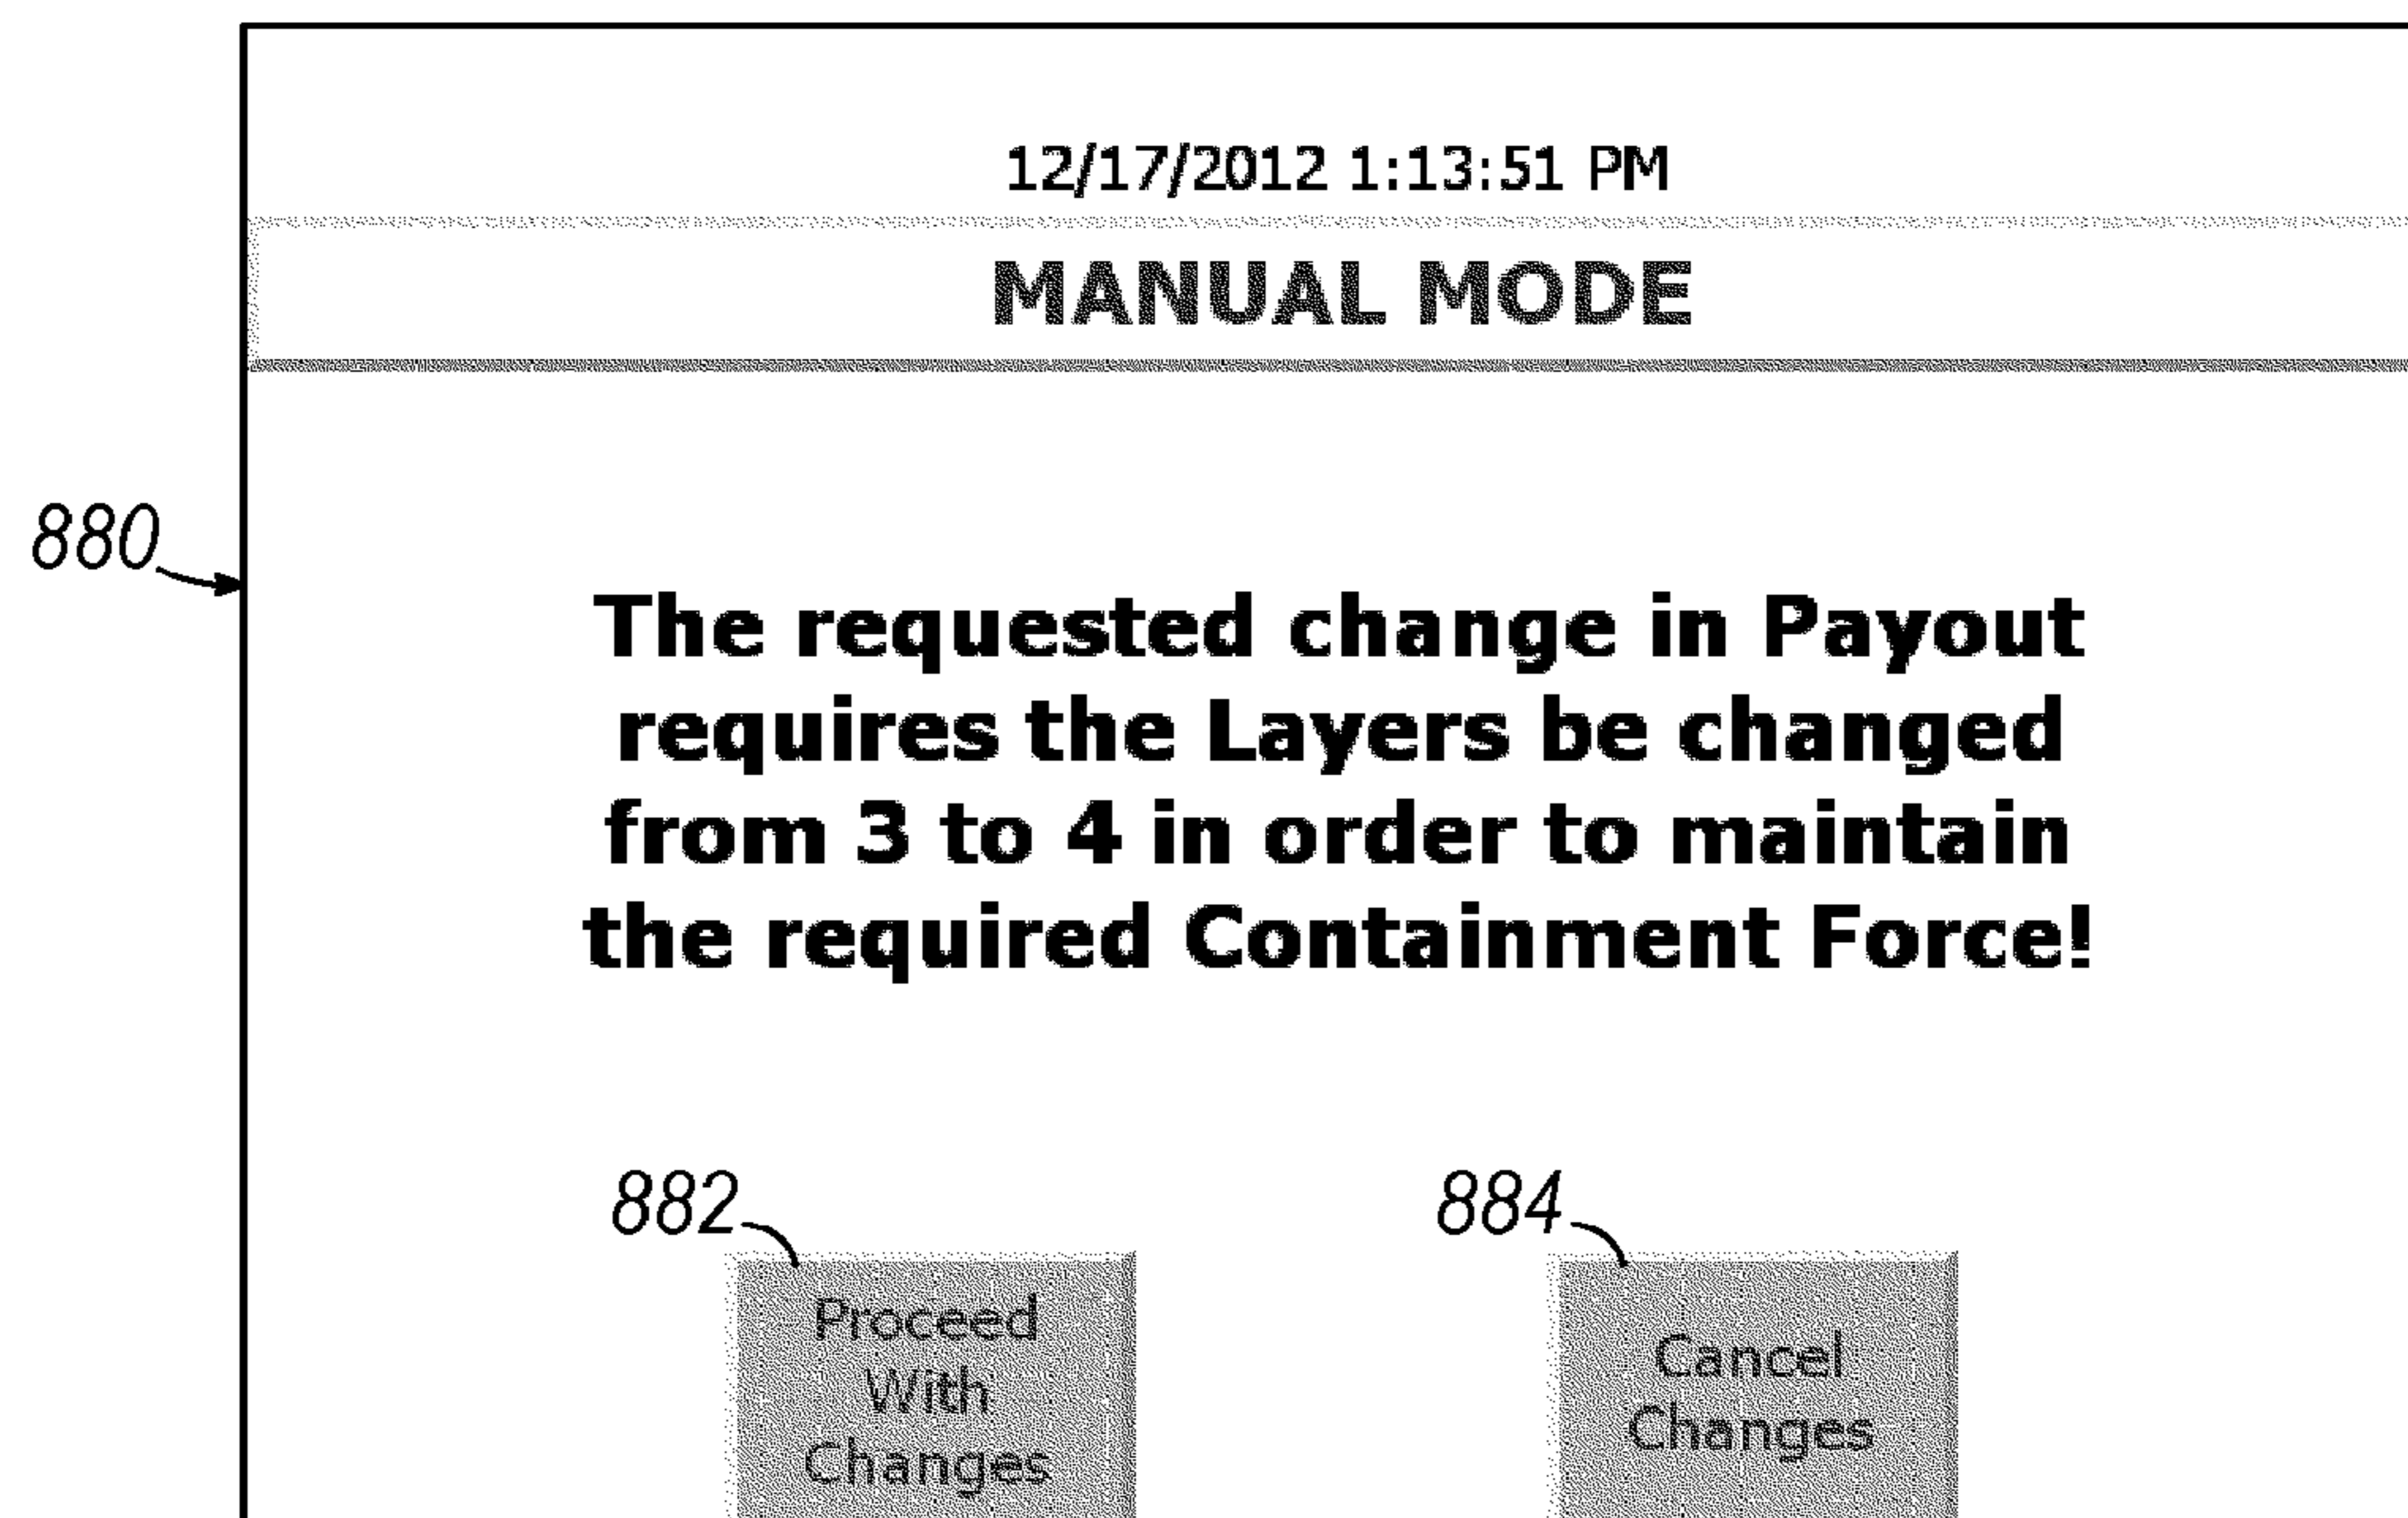 12/17/2012 1:13:51 PM
MANUAL MODE
880
The requested change in Payout
requires the Layers be changed
from 3 to 4 in order to maintain
the required Containment Force!
882
884
Proceed
With
Changes
Cancel
Changes